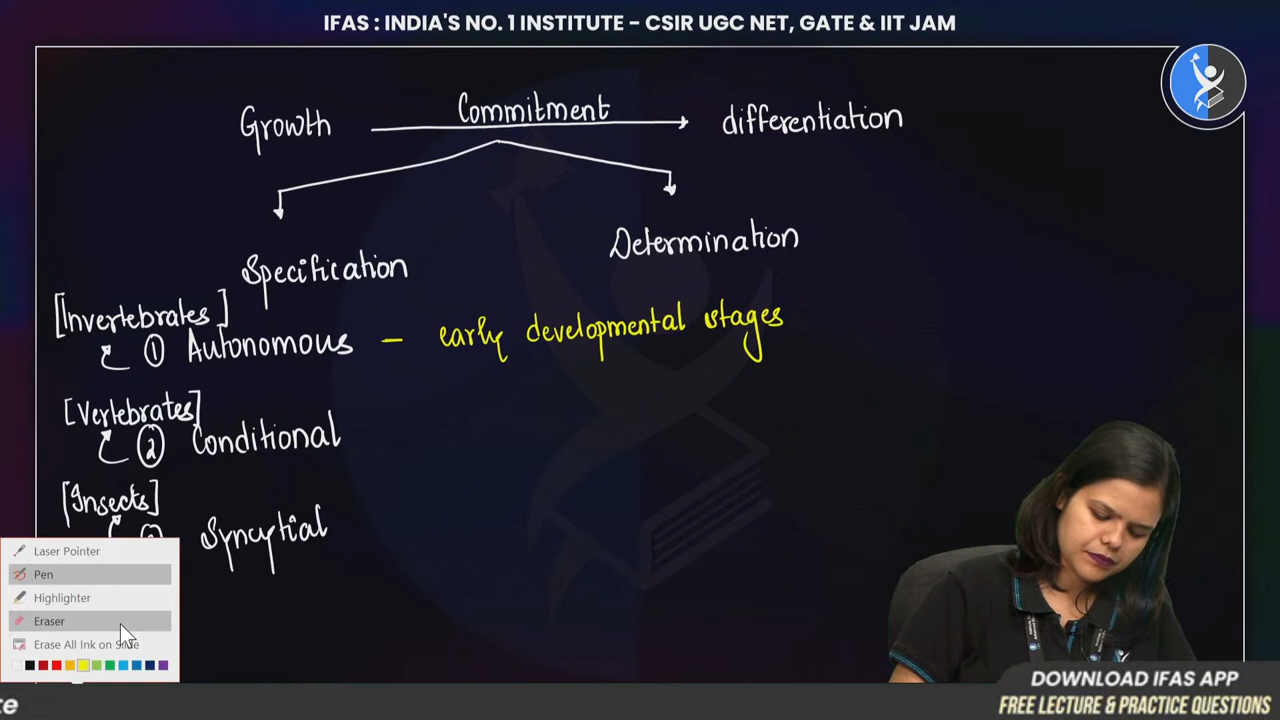 IFAS : INDIA'S NO. 1 INSTITUTE – CSIR UGC NET, GATE & IIT JAM
Growth Commitment differentiation
Specification Determination
[Invertebrates]
① Autonomous – early developmental stages
[Vertebrates]
② Conditional
[Insects]
Syncytial
Laser Pointer
Pen
Highlighter
Eraser
Erase All Ink on Slide
DOWNLOAD IFAS APP
FREE LECTURE & PRACTICE QUESTIONS